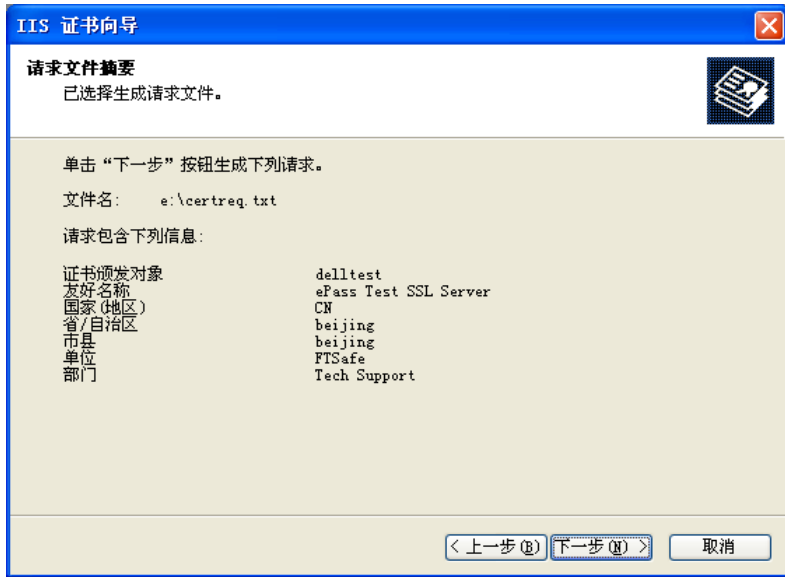 IIS 证书向导
请求文件摘要
已选择生成请求文件。
单击“下一步”按钮生成下列请求。
文件名: e:\certreq.txt
请求包含下列信息:
证书颁发对象 delltest
友好名称 ePass Test SSL Server
国家(地区) CN
省/自治区 beijing
市县 beijing
单位 FTSafe
部门 Tech Support
< 上一步(B) 下一步(N) > 取消